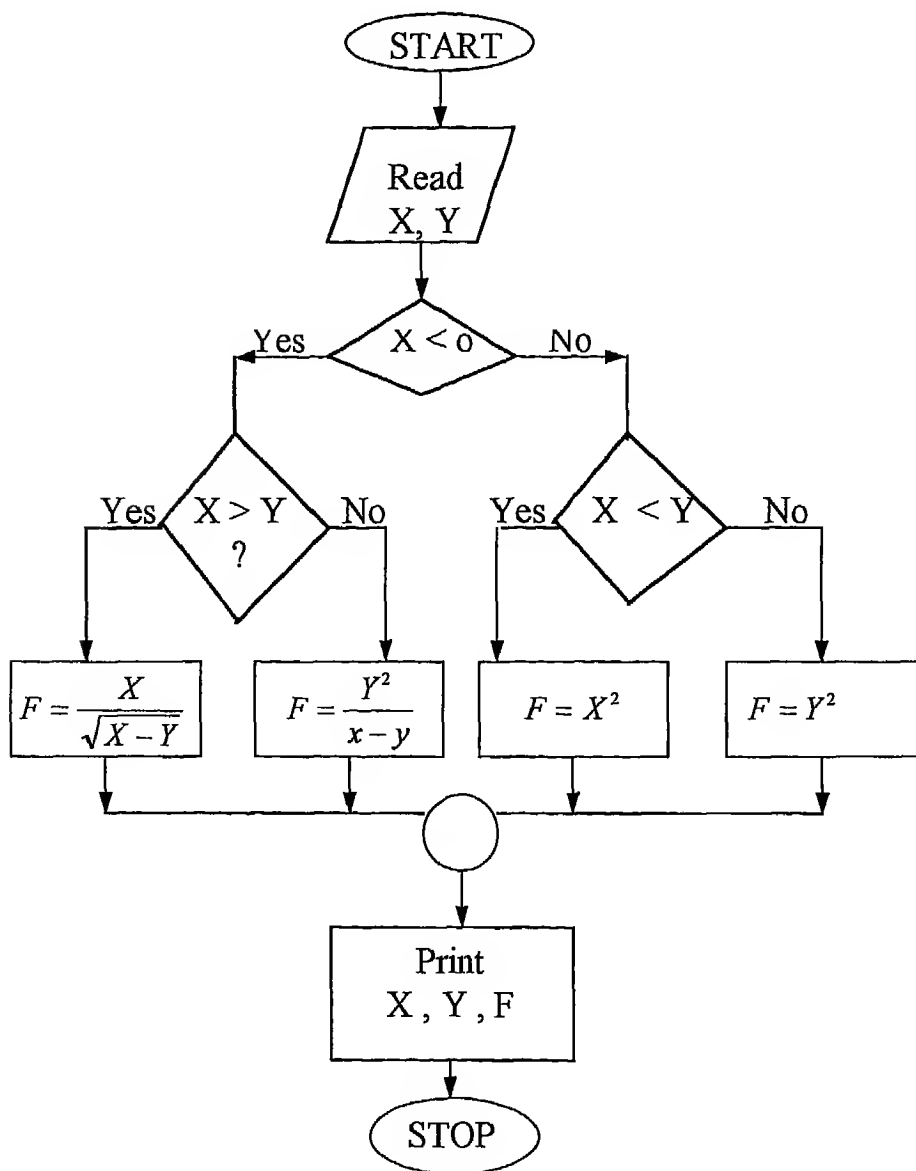 START
Read
X, Y
Yes
X < o
No
Yes
X > Y
?
No
Yes
X < Y
No
F = X / √(X − Y)
F = Y² / x − y
F = X²
F = Y²
Print
X , Y , F
STOP